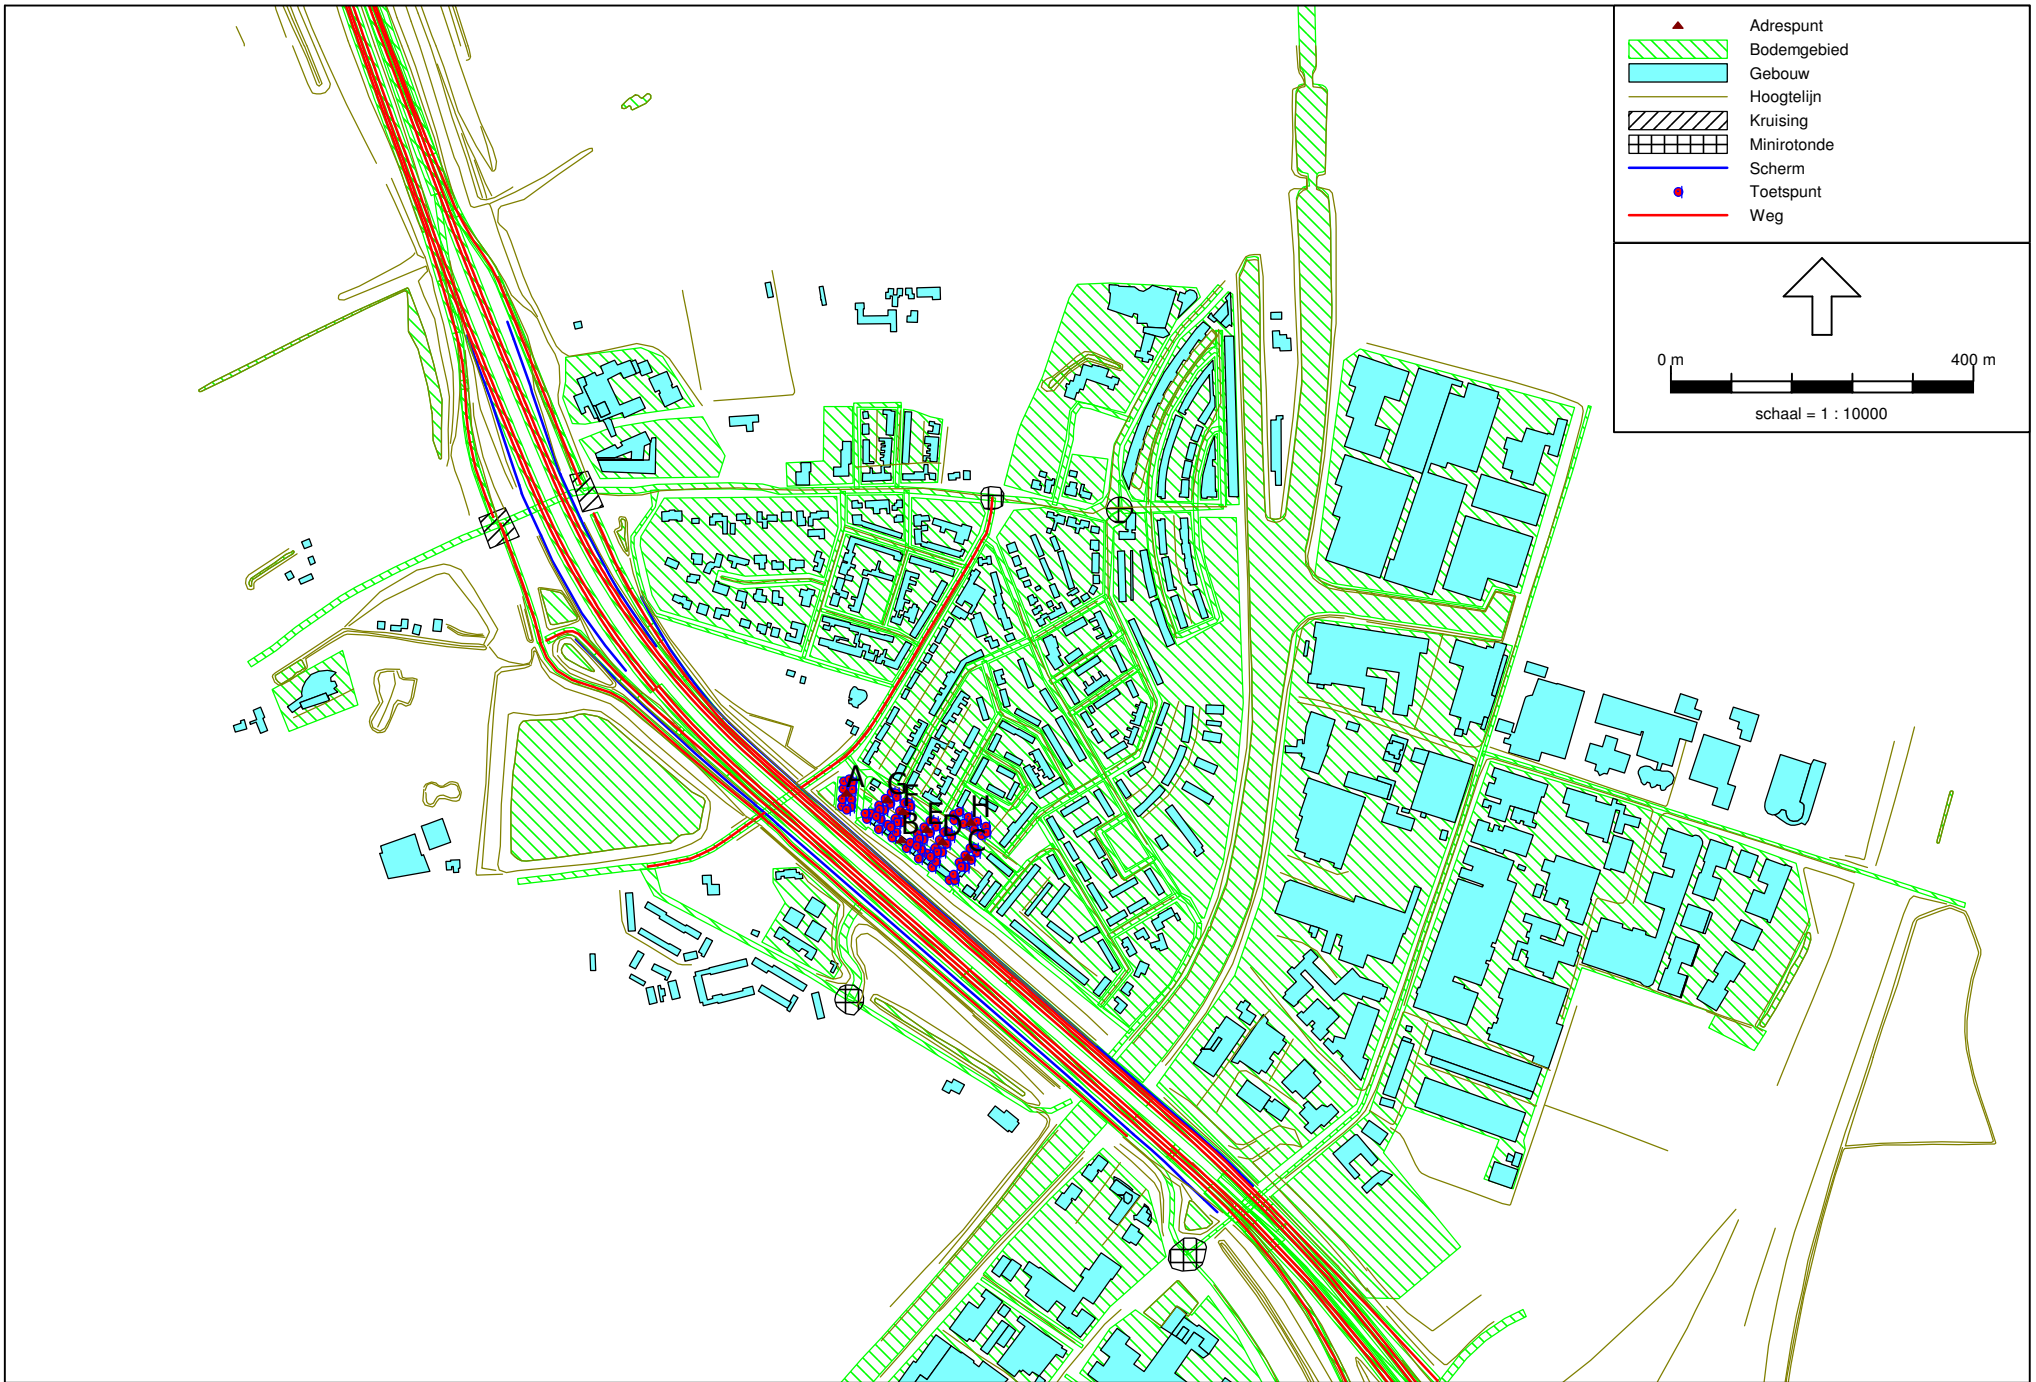 Adrespunt
Bodemgebied
Gebouw
Hoogtelijn
Kruising
Minirotonde
Scherm
Toetspunt
Weg
0 m 400 m
schaal = 1 : 10000
A
G
F
E
H
B
D
C